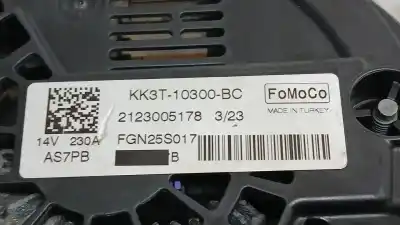 KK3T-10300-BC
FoMoCo
MADE IN TURKEY
2123005178 3/23
14V 230A
FGN25S017
AS7PB
B